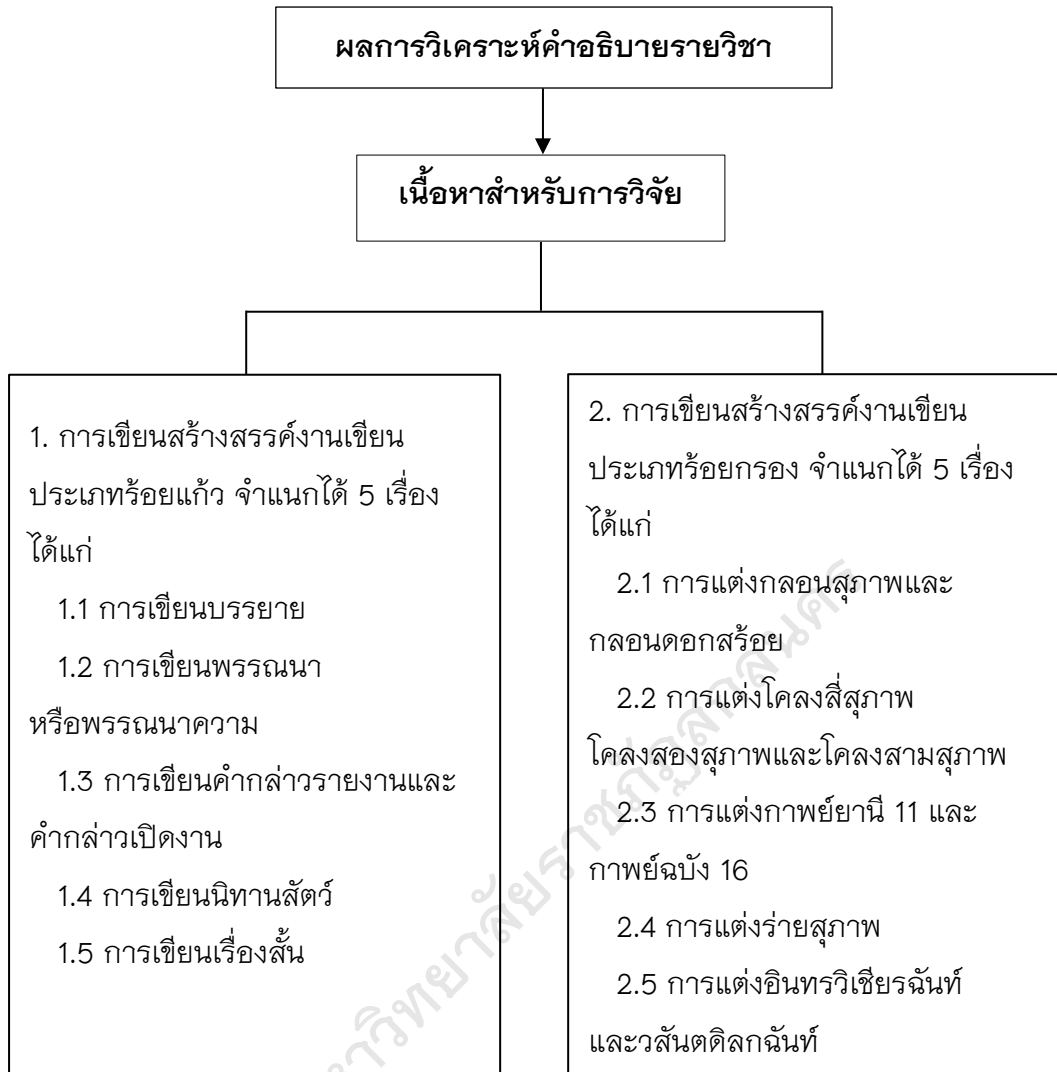 ผลการวิเคราะห์คำอธิบายรายวิชา
เนื้อหาสำหรับการวิจัย
1. การเขียนสร้างสรรค์งานเขียน
ประเภทร้อยแก้ว จำแนกได้ 5 เรื่อง
ได้แก่
1.1 การเขียนบรรยาย
1.2 การเขียนพรรณนา
หรือพรรณนาความ
1.3 การเขียนคำกล่าวรายงานและ
คำกล่าวเปิดงาน
1.4 การเขียนนิทานสัตว์
1.5 การเขียนเรื่องสั้น
2. การเขียนสร้างสรรค์งานเขียน
ประเภทร้อยกรอง จำแนกได้ 5 เรื่อง
ได้แก่
2.1 การแต่งกลอนสุภาพและ
กลอนดอกสร้อย
2.2 การแต่งโคลงสี่สุภาพ
โคลงสองสุภาพและโคลงสามสุภาพ
2.3 การแต่งกาพย์ยานี 11 และ
กาพย์ฉบัง 16
2.4 การแต่งร่ายสุภาพ
2.5 การแต่งอินทรวิเชียรฉันท์
และวสันตดิลกฉันท์